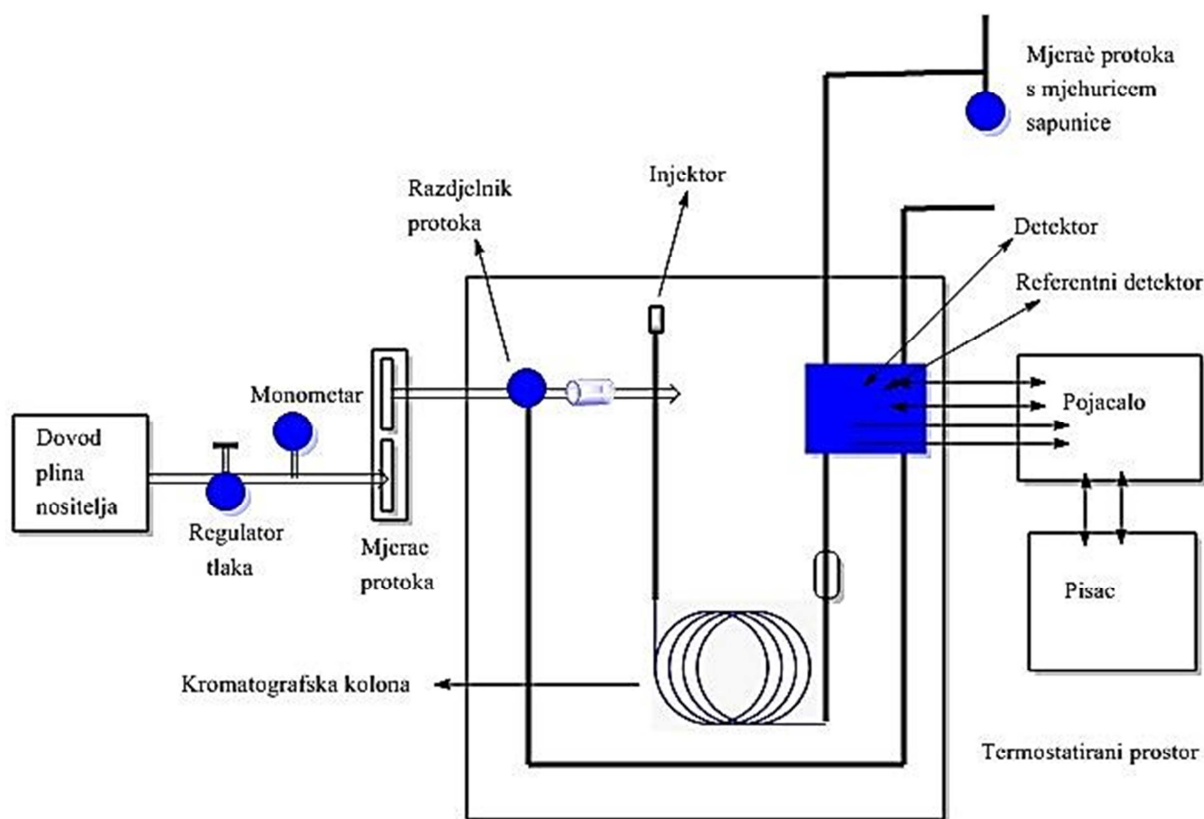 Mjerač protoka
s mjehuricem
sapunice
Razdjelnik
protoka
Injektor
Detektor
Referentni detektor
Monometar
Dovod
plina
nositelja
Regulator
tlaka
Mjerac
protoka
Pojacalo
Pisac
Kromatografska kolona
Termostatirani prostor